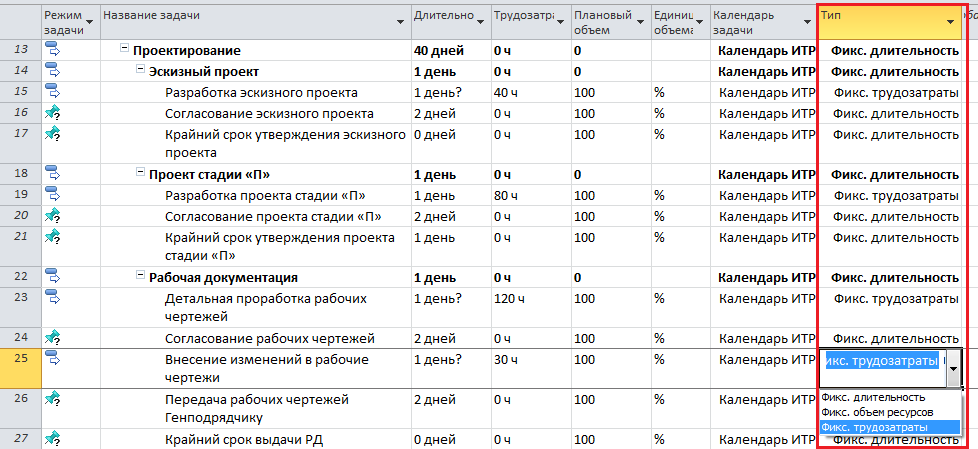 Режим задачи Название задачи Длительно Трудозатра Плановый объем Единиц объема Календарь задачи Тип
13 Проектирование 40 дней 0 ч 0 Календарь ИТР Фикс. длительность
14 Эскизный проект 1 день 0 ч 0 Календарь ИТР Фикс. длительность
15 Разработка эскизного проекта 1 день? 40 ч 100 % Календарь ИТР Фикс. трудозатраты
16 Согласование эскизного проекта 2 дней 0 ч 100 % Календарь ИТР Фикс. длительность
17 Крайний срок утверждения эскизного 0 дней 0 ч 100 % Календарь ИТР Фикс. длительность
проекта
18 Проект стадии «П» 1 день 0 ч 0 Календарь ИТР Фикс. длительность
19 Разработка проекта стадии «П» 1 день 80 ч 100 % Календарь ИТР Фикс. трудозатраты
20 Согласование проекта стадии «П» 2 дней 0 ч 100 % Календарь ИТР Фикс. длительность
21 Крайний срок утверждения проекта 1 день 0 ч 100 % Календарь ИТР Фикс. длительность
стадии «П»
22 Рабочая документация 1 день 0 ч 0 Календарь ИТР Фикс. длительность
23 Детальная проработка рабочих 1 день? 120 ч 100 % Календарь ИТР Фикс. трудозатраты
чертежей
24 Согласование рабочих чертежей 2 дней 0 ч 100 % Календарь ИТР Фикс. длительность
25 Внесение изменений в рабочие 1 день? 30 ч 100 % Календарь ИТР икс. трудозатраты
чертежи
Фикс. длительность
26 Передача рабочих чертежей 2 дней 0 ч 100 % Календарь ИТР Фикс. объем ресурсов
Генподрядчику Фикс. трудозатраты
27 Крайний срок выдачи РД 0 дней 0 ч 100 % Календарь ИТР Фикс. длительность